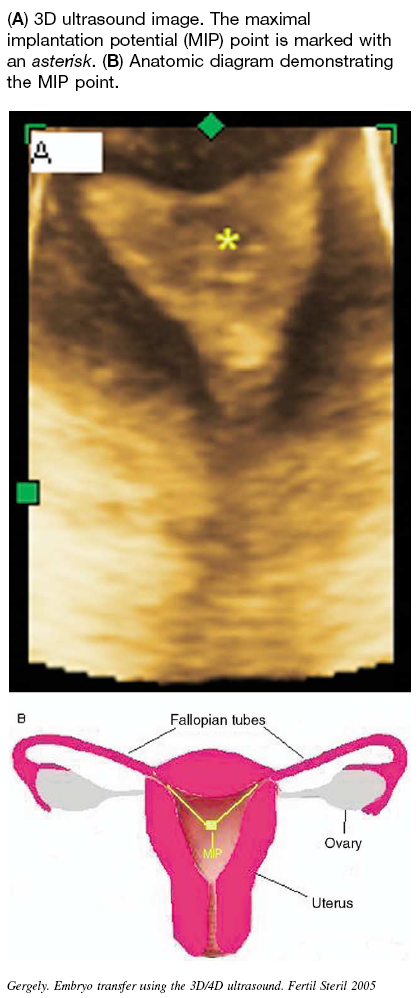 (A) 3D ultrasound image. The maximal
implantation potential (MIP) point is marked with
an asterisk. (B) Anatomic diagram demonstrating
the MIP point.
A
*
B
Fallopian tubes
MIP
Ovary
Uterus
Gergely. Embryo transfer using the 3D/4D ultrasound. Fertil Steril 2005